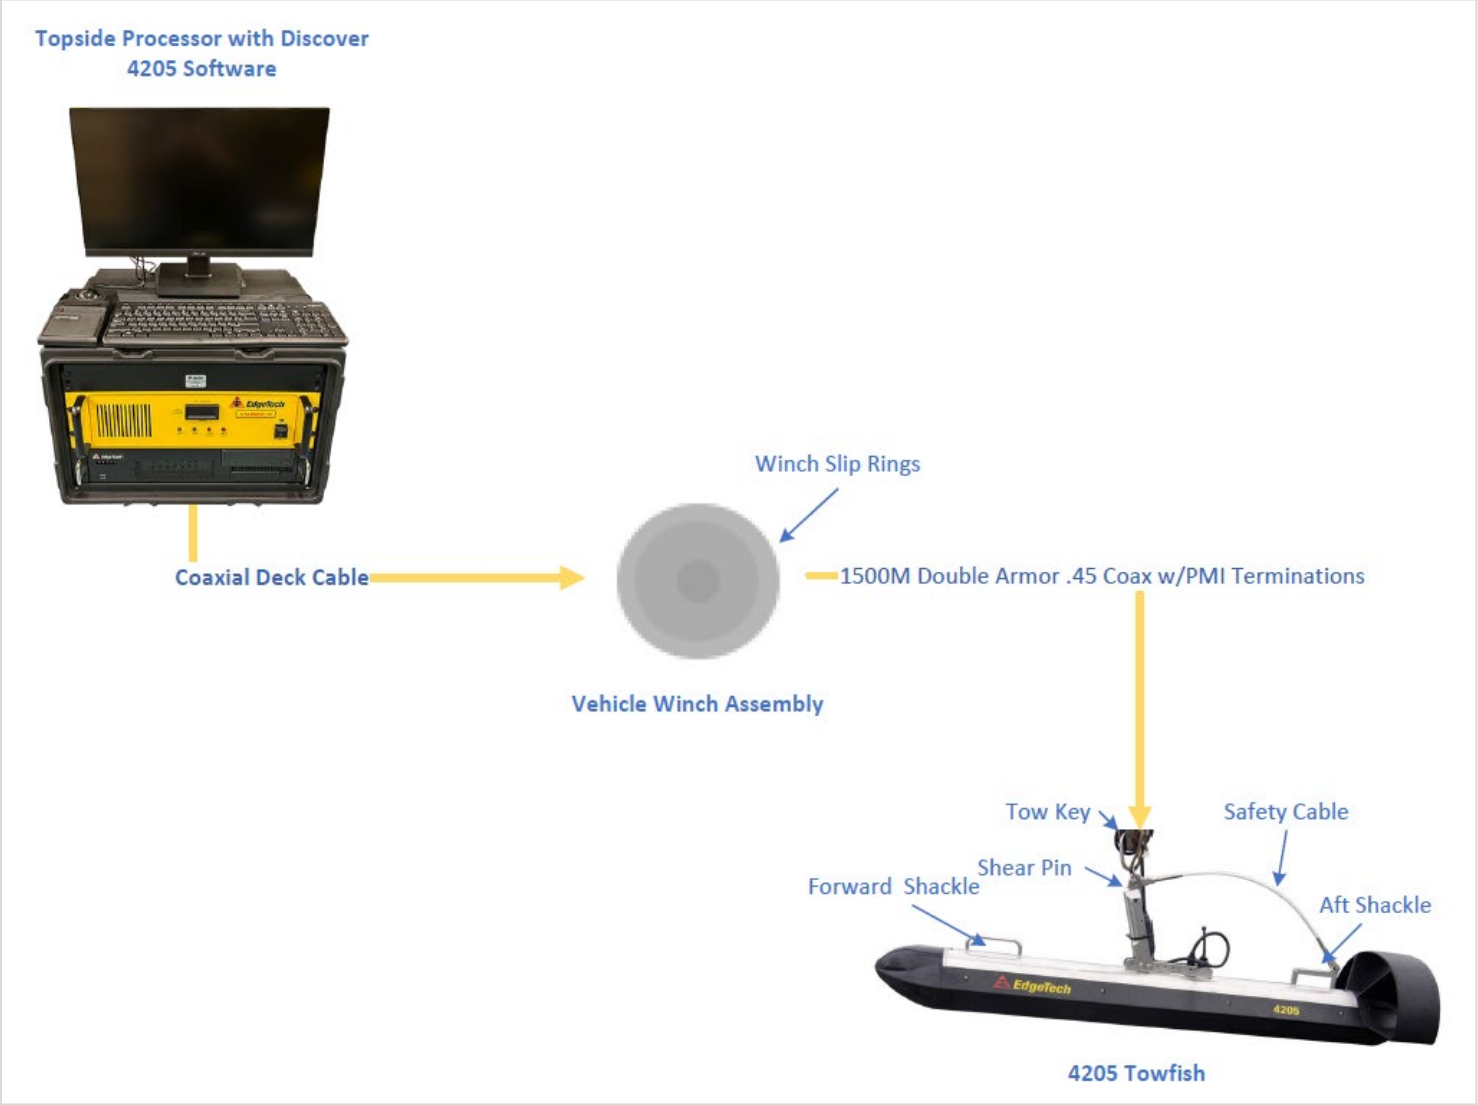 Topside Processor with Discover
4205 Software
EdgeTech
EdgeTech
Winch Slip Rings
Coaxial Deck Cable
1500M Double Armor .45 Coax w/PMI Terminations
Vehicle Winch Assembly
Tow Key
Safety Cable
Shear Pin
Forward Shackle
Aft Shackle
EdgeTech
4205
4205 Towfish